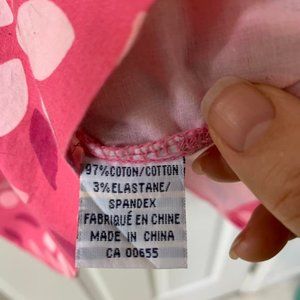 97%COTON/COTTON
3%ELASTANE/
SPANDEX
FABRIQUÉ EN CHINE
MADE IN CHINA
CA 00655